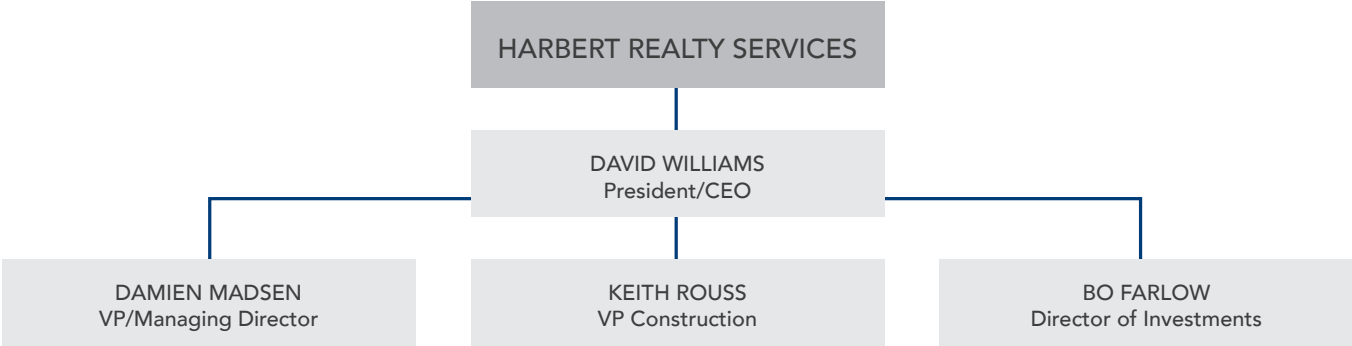 HARBERT REALTY SERVICES
DAVID WILLIAMS
President/CEO
DAMIEN MADSEN
VP/Managing Director
KEITH ROUSS
VP Construction
BO FARLOW
Director of Investments